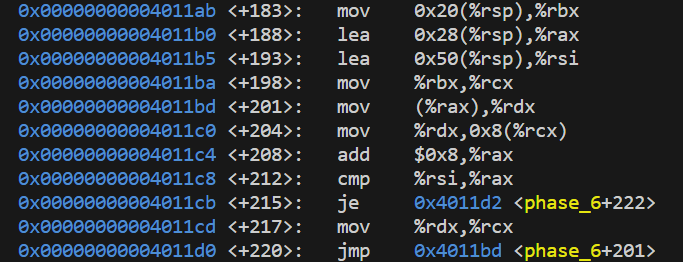 0x00000000004011ab <+183>: mov 0x20(%rsp),%rbx
0x00000000004011b0 <+188>: lea 0x28(%rsp),%rax
0x00000000004011b5 <+193>: lea 0x50(%rsp),%rsi
0x00000000004011ba <+198>: mov %rbx,%rcx
0x00000000004011bd <+201>: mov (%rax),%rdx
0x00000000004011c0 <+204>: mov %rdx,0x8(%rcx)
0x00000000004011c4 <+208>: add $0x8,%rax
0x00000000004011c8 <+212>: cmp %rsi,%rax
0x00000000004011cb <+215>: je 0x4011d2 <phase_6+222>
0x00000000004011cd <+217>: mov %rdx,%rcx
0x00000000004011d0 <+220>: jmp 0x4011bd <phase_6+201>